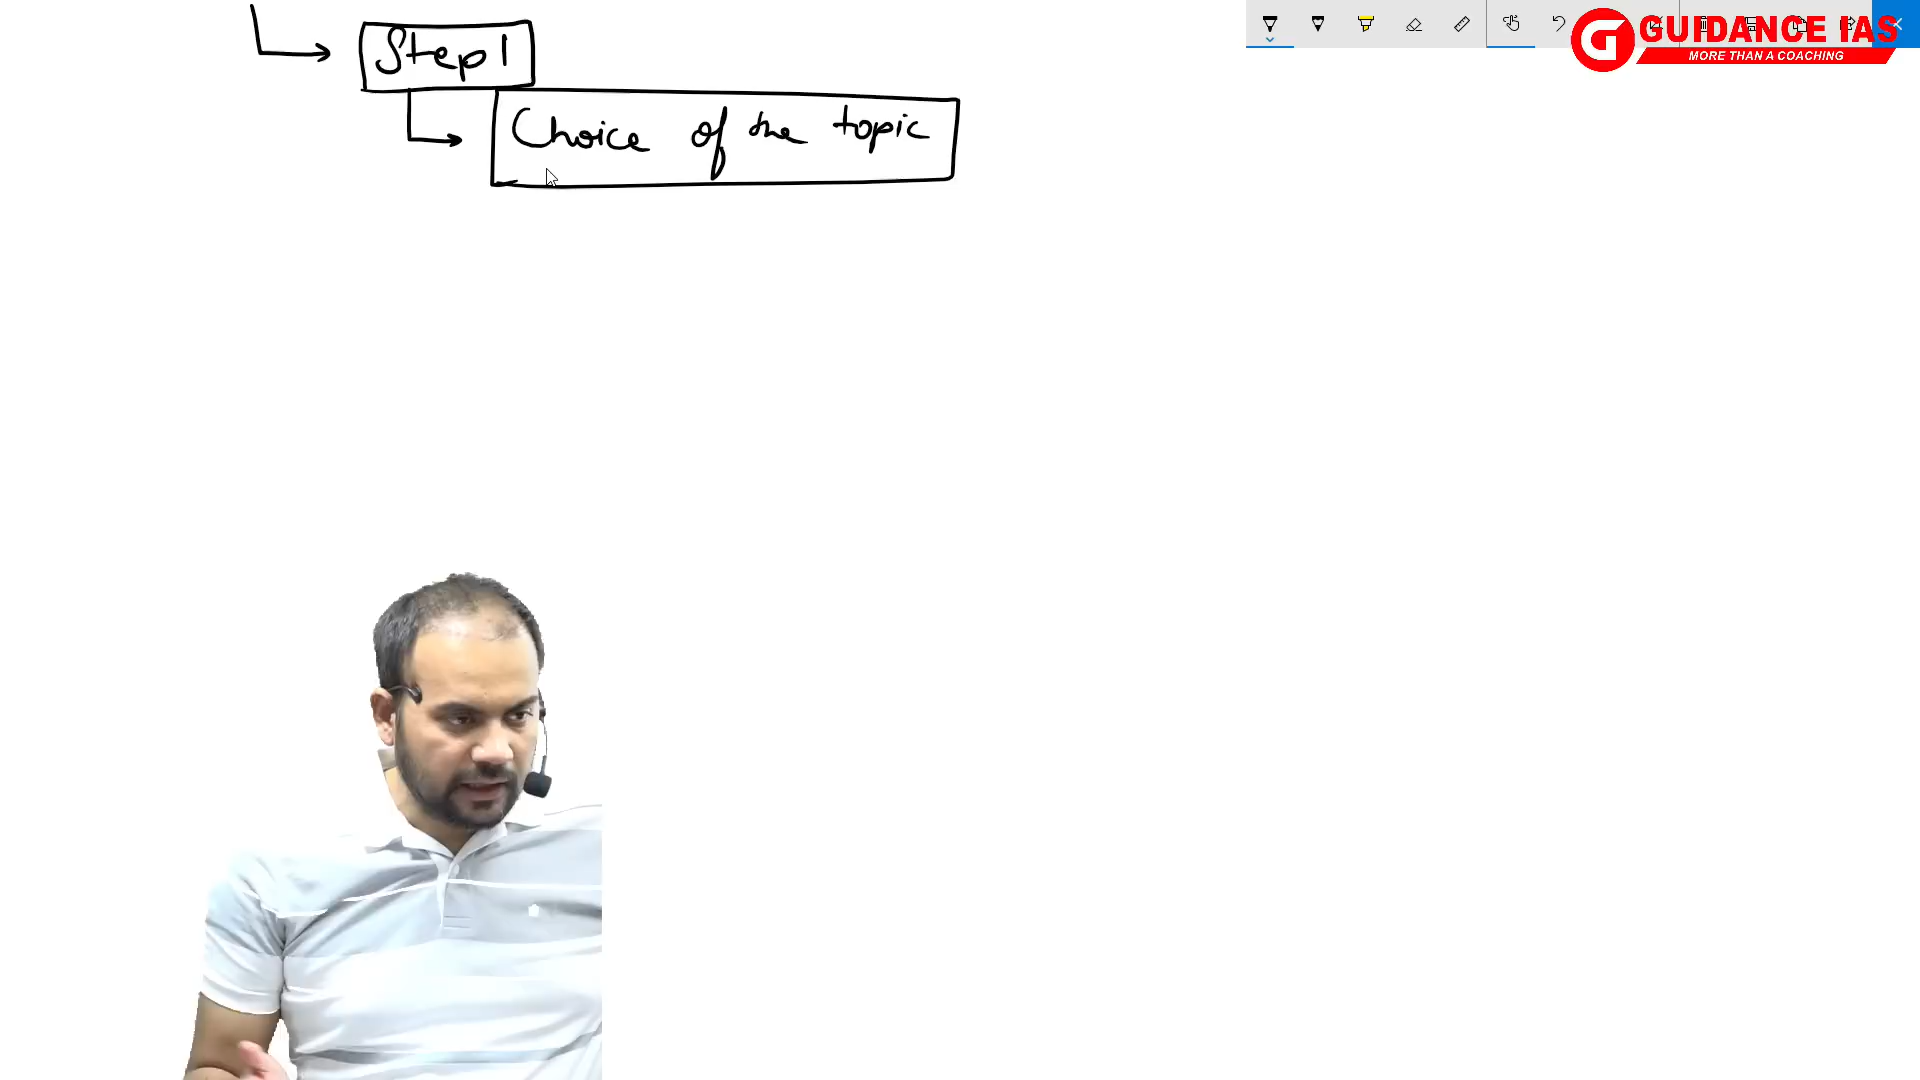 Step 1
Choice of the topic
G GUIDANCE IAS
MORE THAN A COACHING